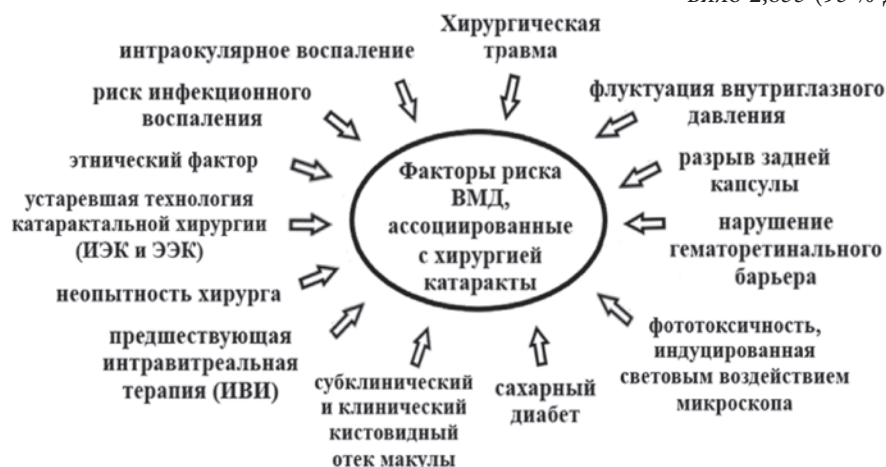 Хирургическая
травма
интраокулярное воспаление
риск инфекционного
воспаления
этнический фактор
устаревшая технология
катарактальной хирургии
(ИЭК и ЭЭК)
неопытность хирурга
предшествующая
интравитреальная
терапия (ИВИ)
субклинический
и клинический
кистовидный
отек макулы
сахарный
диабет
фототоксичность,
индуцированная
световым воздействием
микроскопа
нарушение
гематоретинального
барьера
разрыв задней
капсулы
флуктуация внутриглазного
давления
Факторы риска
ВМД,
ассоциированные
с хирургией
катаракты